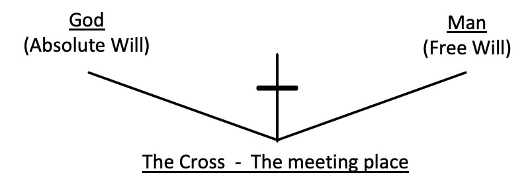 God
(Absolute Will)
Man
(Free Will)
The Cross - The meeting place